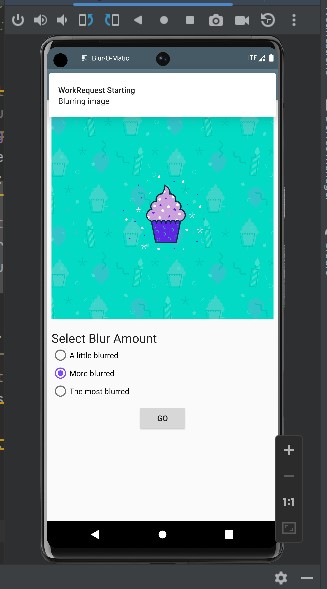 Blur-O-Matic
LTE
WorkRequest Starting
Blurring image
Select Blur Amount
A little blurred
More blurred
The most blurred
GO
1:1